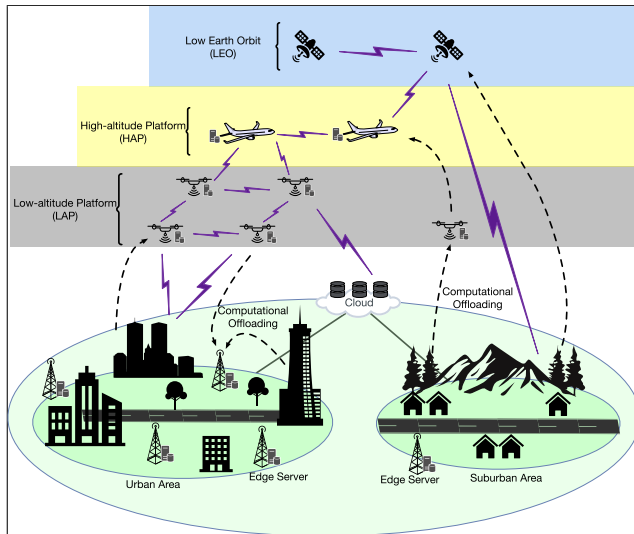 Low Earth Orbit
(LEO)
High-altitude Platform
(HAP)
Low-altitude Platform
(LAP)
Cloud
Computational
Offloading
Computational
Offloading
Urban Area
Edge Server
Edge Server
Suburban Area